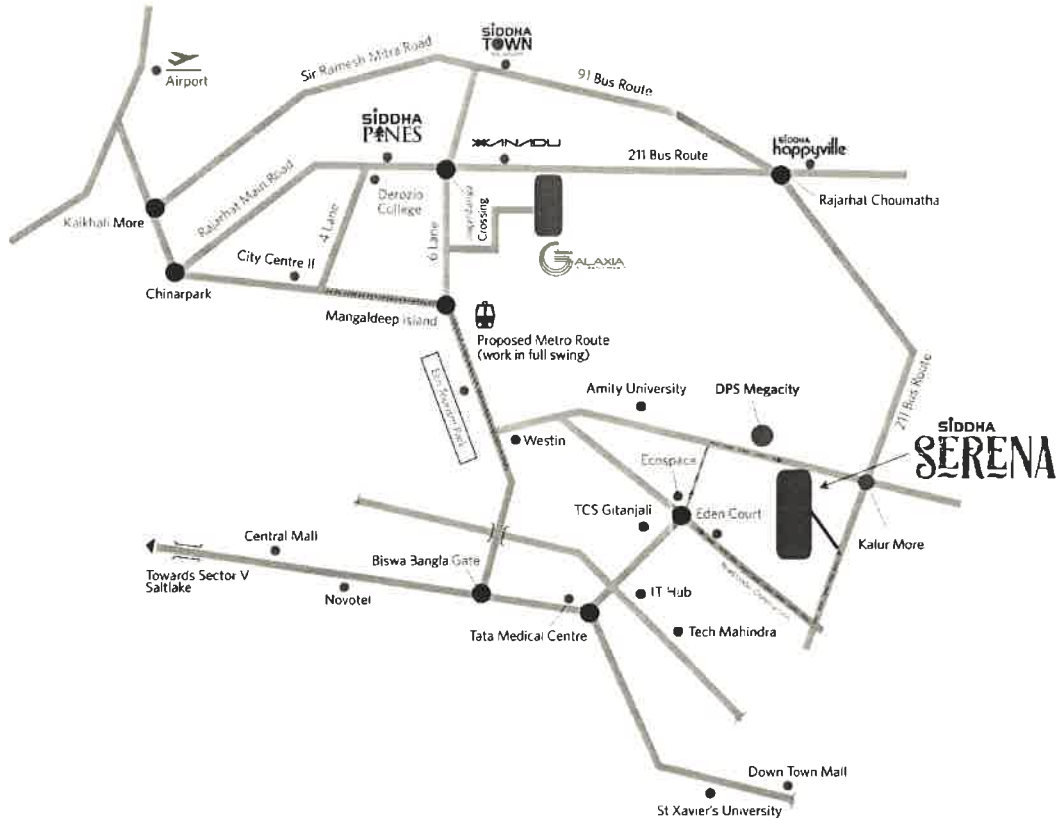 SIDDHA
TOWN
Airport
Sir Ramesh Mitra Road
91 Bus Route
SIDDHA
PINES
XANADU
211 Bus Route
SIDDHA
happyville
Rajarhat Choumatha
Rajarhat Main Road
Derozio
College
4 Lane
6 Lane
Crossing
Kaikhali More
City Centre II
GALAXIA
Chinarpark
Mangaldeep Island
Proposed Metro Route
(work in full swing)
Eco Tourism Park
Amity University
DPS Megacity
211 Bus Route
SIDDHA
SERENA
Westin
Ecospace
TCS Gitanjali
Eden Court
Kalur More
Central Mall
Biswa Bangla Gate
Towards Sector V
Saltlake
Novotel
IT Hub
Tata Medical Centre
Tech Mahindra
Down Town Mall
St Xavier's University